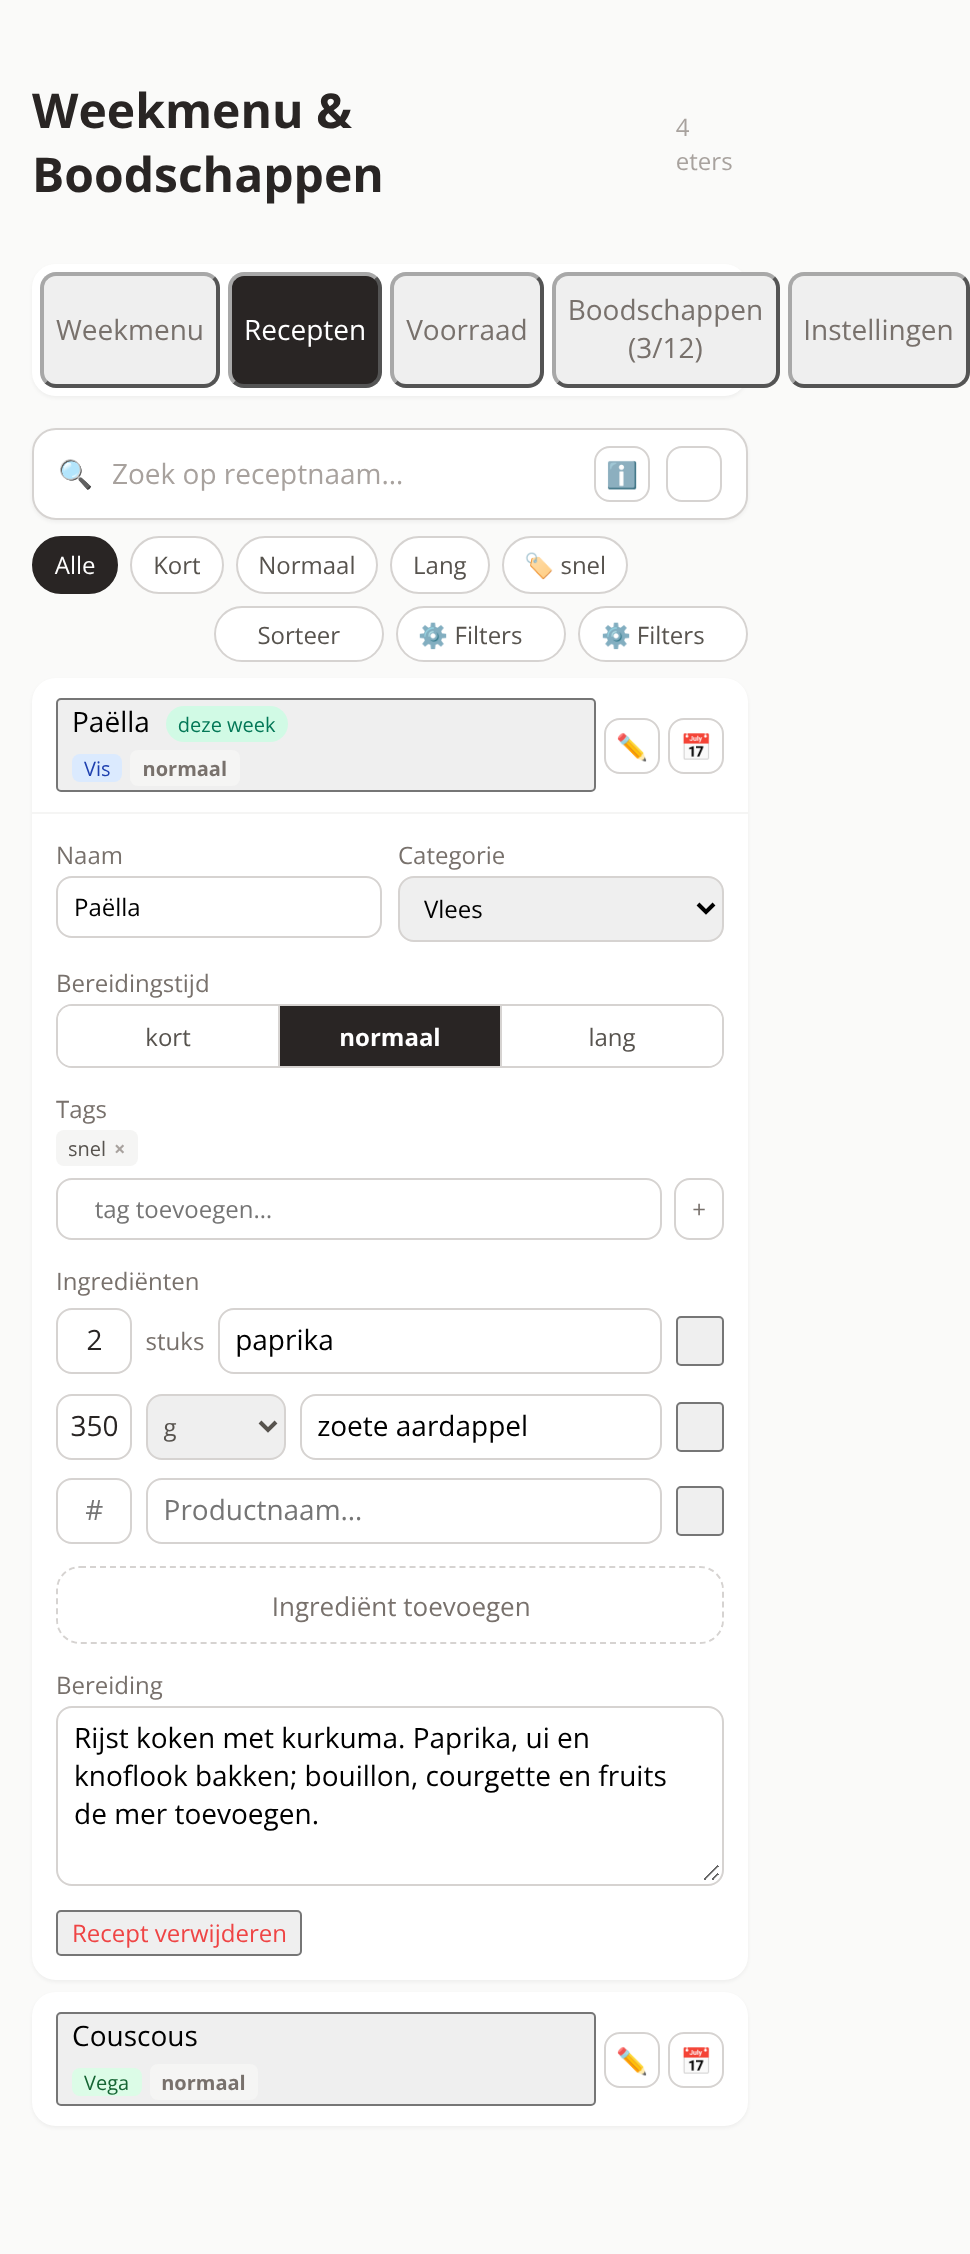 Weekmenu &
Boodschappen
4
eters
Weekmenu
Recepten
Voorraad
Boodschappen
(3/12)
Instellingen
Zoek op receptnaam...
Alle
Kort
Normaal
Lang
snel
Sorteer
Filters
Filters
Paëlla
deze week
Vis
normaal
Naam
Categorie
Paëlla
Vlees
Bereidingstijd
kort
normaal
lang
Tags
snel ×
tag toevoegen...
+
Ingrediënten
2
stuks
paprika
350
g
zoete aardappel
#
Productnaam...
Ingrediënt toevoegen
Bereiding
Rijst koken met kurkuma. Paprika, ui en
knoflook bakken; bouillon, courgette en fruits
de mer toevoegen.
Recept verwijderen
Couscous
Vega
normaal